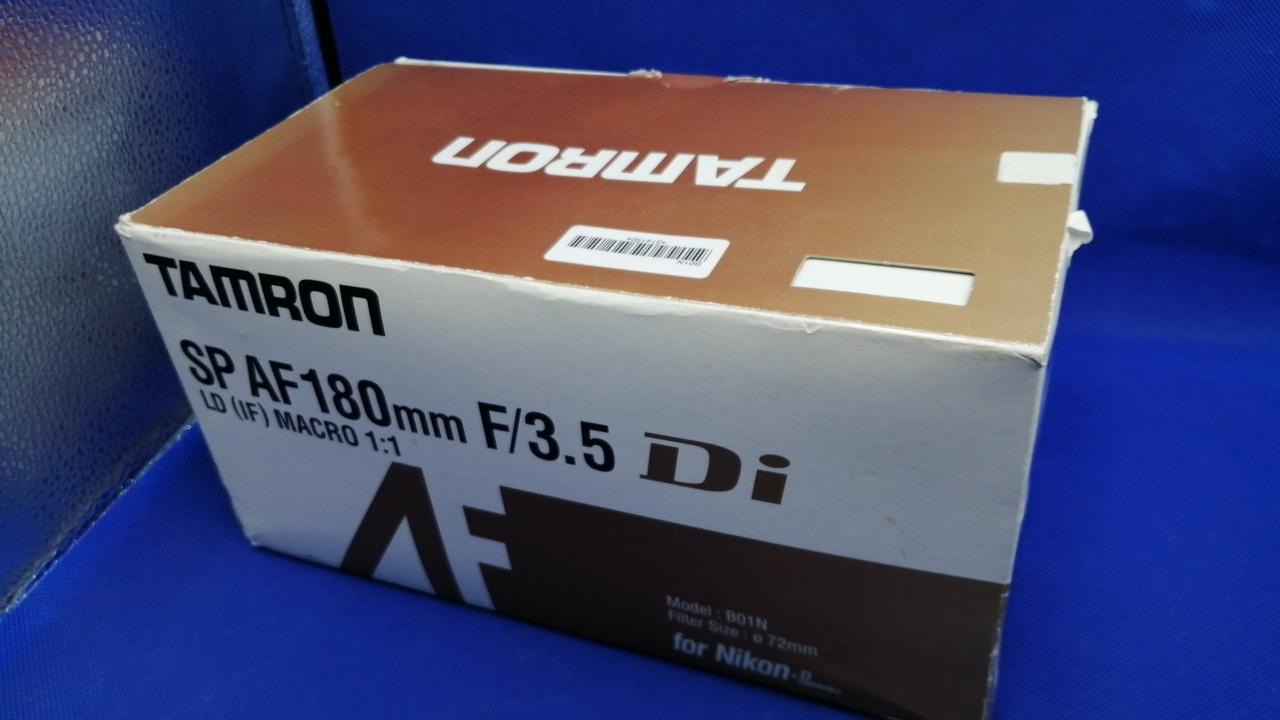 TAMRON
B01N
TAMRON
SP AF180mm F/3.5 Di
LD (IF) MACRO 1:1
AF
Model : B01N
Filter Size : ø 72mm
for Nikon-D